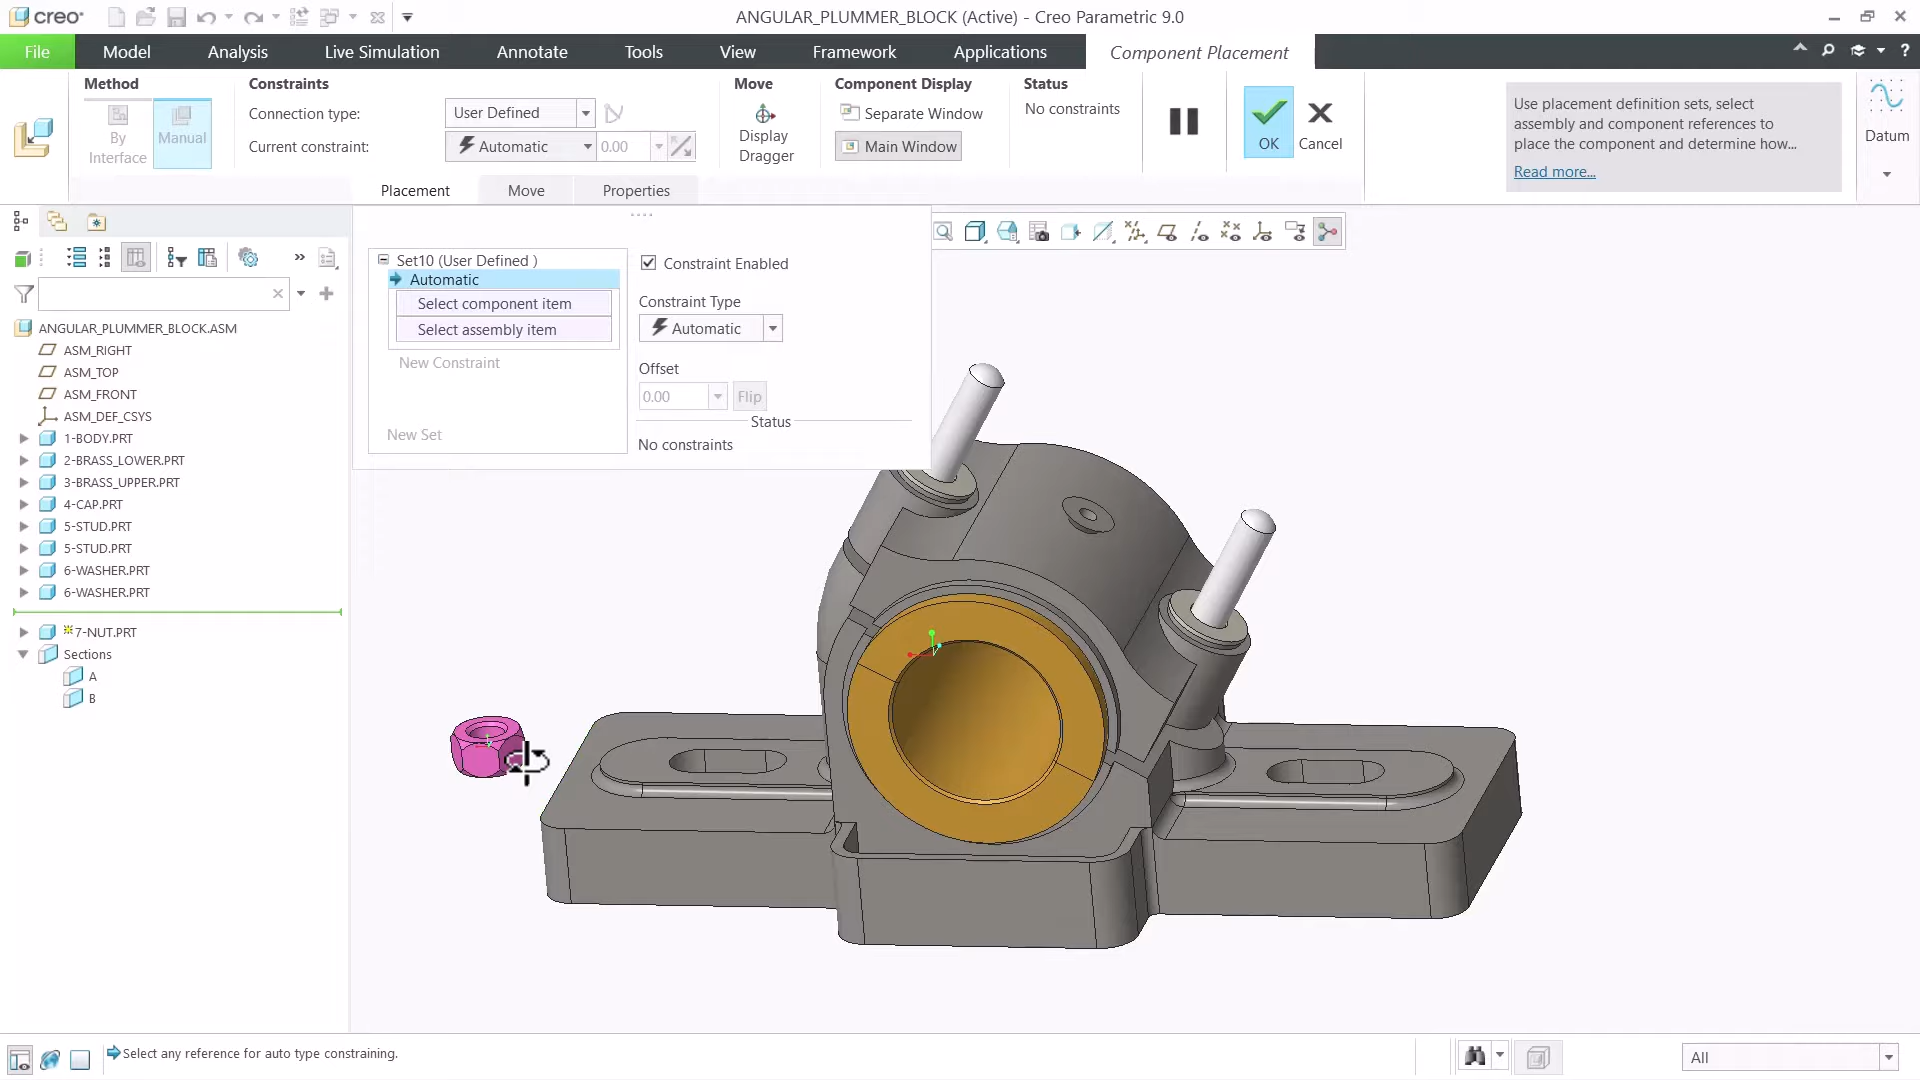 creo
ANGULAR_PLUMMER_BLOCK (Active) - Creo Parametric 9.0
File
Model
Analysis
Live Simulation
Annotate
Tools
View
Framework
Applications
Component Placement
Method
By
Interface
Manual
Constraints
Connection type:
User Defined
Current constraint:
Automatic
0.00
Move
Display
Dragger
Component Display
Separate Window
Main Window
Status
No constraints
OK
Cancel
Use placement definition sets, select
assembly and component references to
place the component and determine how...
Read more...
Datum
Placement
Move
Properties
Set10 (User Defined )
Automatic
Select component item
Select assembly item
New Constraint
New Set
Constraint Enabled
Constraint Type
Automatic
Offset
0.00
Flip
Status
No constraints
ANGULAR_PLUMMER_BLOCK.ASM
ASM_RIGHT
ASM_TOP
ASM_FRONT
ASM_DEF_CSYS
1-BODY.PRT
2-BRASS_LOWER.PRT
3-BRASS_UPPER.PRT
4-CAP.PRT
5-STUD.PRT
5-STUD.PRT
6-WASHER.PRT
6-WASHER.PRT
7-NUT.PRT
Sections
A
B
Select any reference for auto type constraining.
All